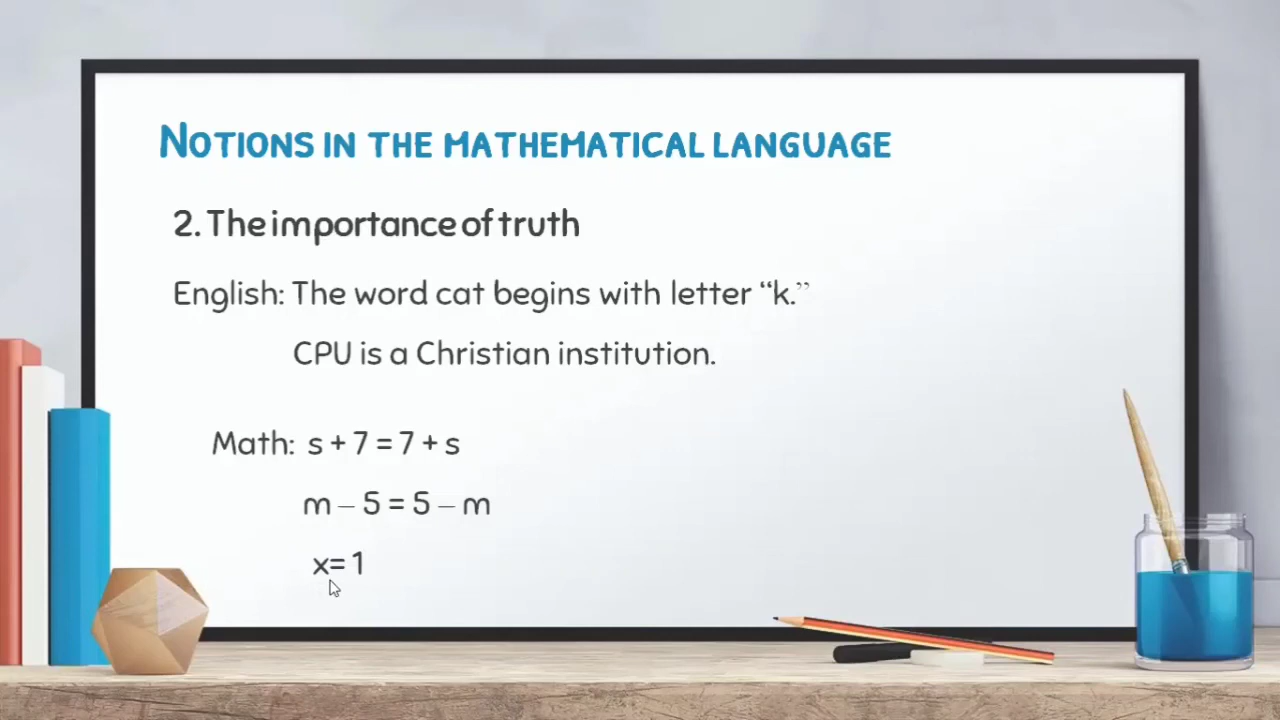 NOTIONS IN THE MATHEMATICAL LANGUAGE
2. The importance of truth
English: The word cat begins with letter “k.”
CPU is a Christian institution.
Math: s + 7 = 7 + s
m – 5 = 5 – m
x= 1